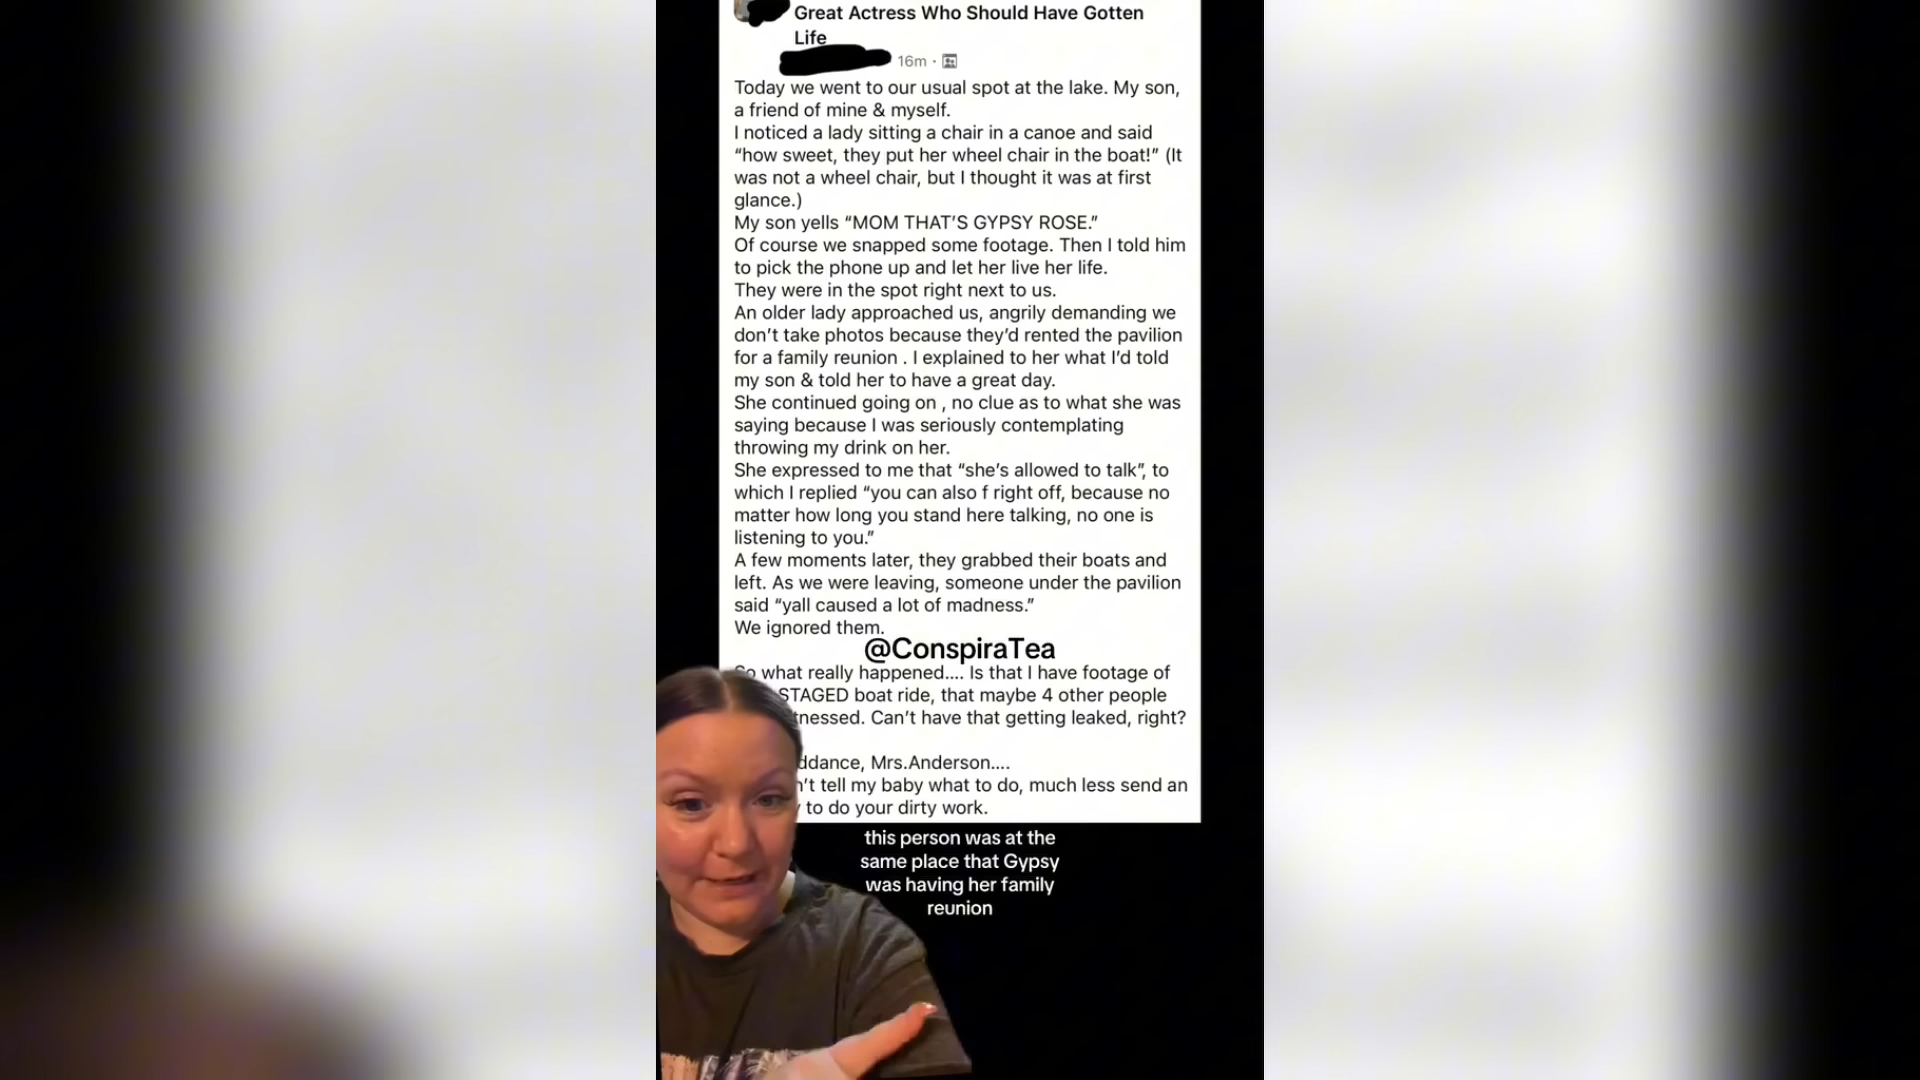 Great Actress Who Should Have Gotten
Life
16m ·
Today we went to our usual spot at the lake. My son,
a friend of mine & myself.
I noticed a lady sitting a chair in a canoe and said
“how sweet, they put her wheel chair in the boat!” (It
was not a wheel chair, but I thought it was at first
glance.)
My son yells “MOM THAT’S GYPSY ROSE.”
Of course we snapped some footage. Then I told him
to pick the phone up and let her live her life.
They were in the spot right next to us.
An older lady approached us, angrily demanding we
don’t take photos because they’d rented the pavilion
for a family reunion . I explained to her what I’d told
my son & told her to have a great day.
She continued going on , no clue as to what she was
saying because I was seriously contemplating
throwing my drink on her.
She expressed to me that “she’s allowed to talk”, to
which I replied “you can also f right off, because no
matter how long you stand here talking, no one is
listening to you.”
A few moments later, they grabbed their boats and
left. As we were leaving, someone under the pavilion
said “yall caused a lot of madness.”
We ignored them.
@ConspiraTea
So what really happened.... Is that I have footage of
STAGED boat ride, that maybe 4 other people
tnessed. Can’t have that getting leaked, right?
ddance, Mrs.Anderson....
’t tell my baby what to do, much less send an
to do your dirty work.
this person was at the
same place that Gypsy
was having her family
reunion